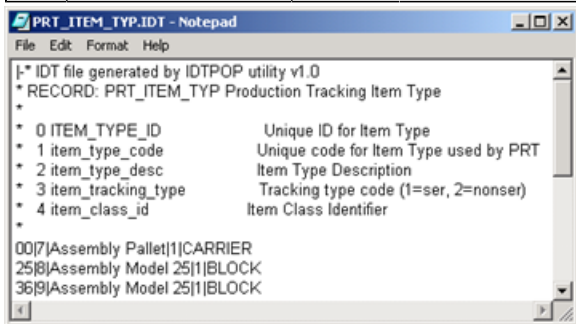 PRT_ITEM_TYP.IDT - Notepad
File Edit Format Help
|-* IDT file generated by IDTPOP utility v1.0
* RECORD: PRT_ITEM_TYP Production Tracking Item Type
*
* 0 ITEM_TYPE_ID Unique ID for Item Type
* 1 item_type_code Unique code for Item Type used by PRT
* 2 item_type_desc Item Type Description
* 3 item_tracking_type Tracking type code (1=ser, 2=nonser)
* 4 item_class_id Item Class Identifier
*
00|7|Assembly Pallet|1|CARRIER
25|8|Assembly Model 25|1|BLOCK
36|9|Assembly Model 25|1|BLOCK